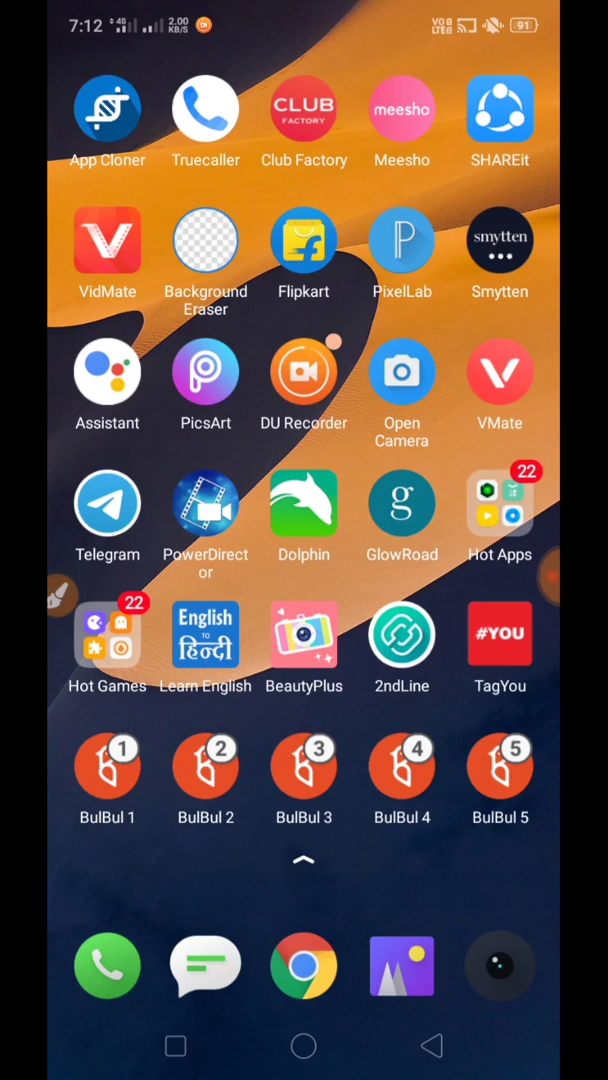 7:12 4G 2.00 KB/S VO LTE 91
CLUB FACTORY meesho
App Cloner Truecaller Club Factory Meesho SHAREit
smytten
VidMate Background Eraser Flipkart PixelLab Smytten
Assistant PicsArt DU Recorder Open Camera VMate
22
Telegram PowerDirector Dolphin GlowRoad Hot Apps
22 English TO हिन्दी #YOU
Hot Games Learn English BeautyPlus 2ndLine TagYou
1 2 3 4 5
BulBul 1 BulBul 2 BulBul 3 BulBul 4 BulBul 5